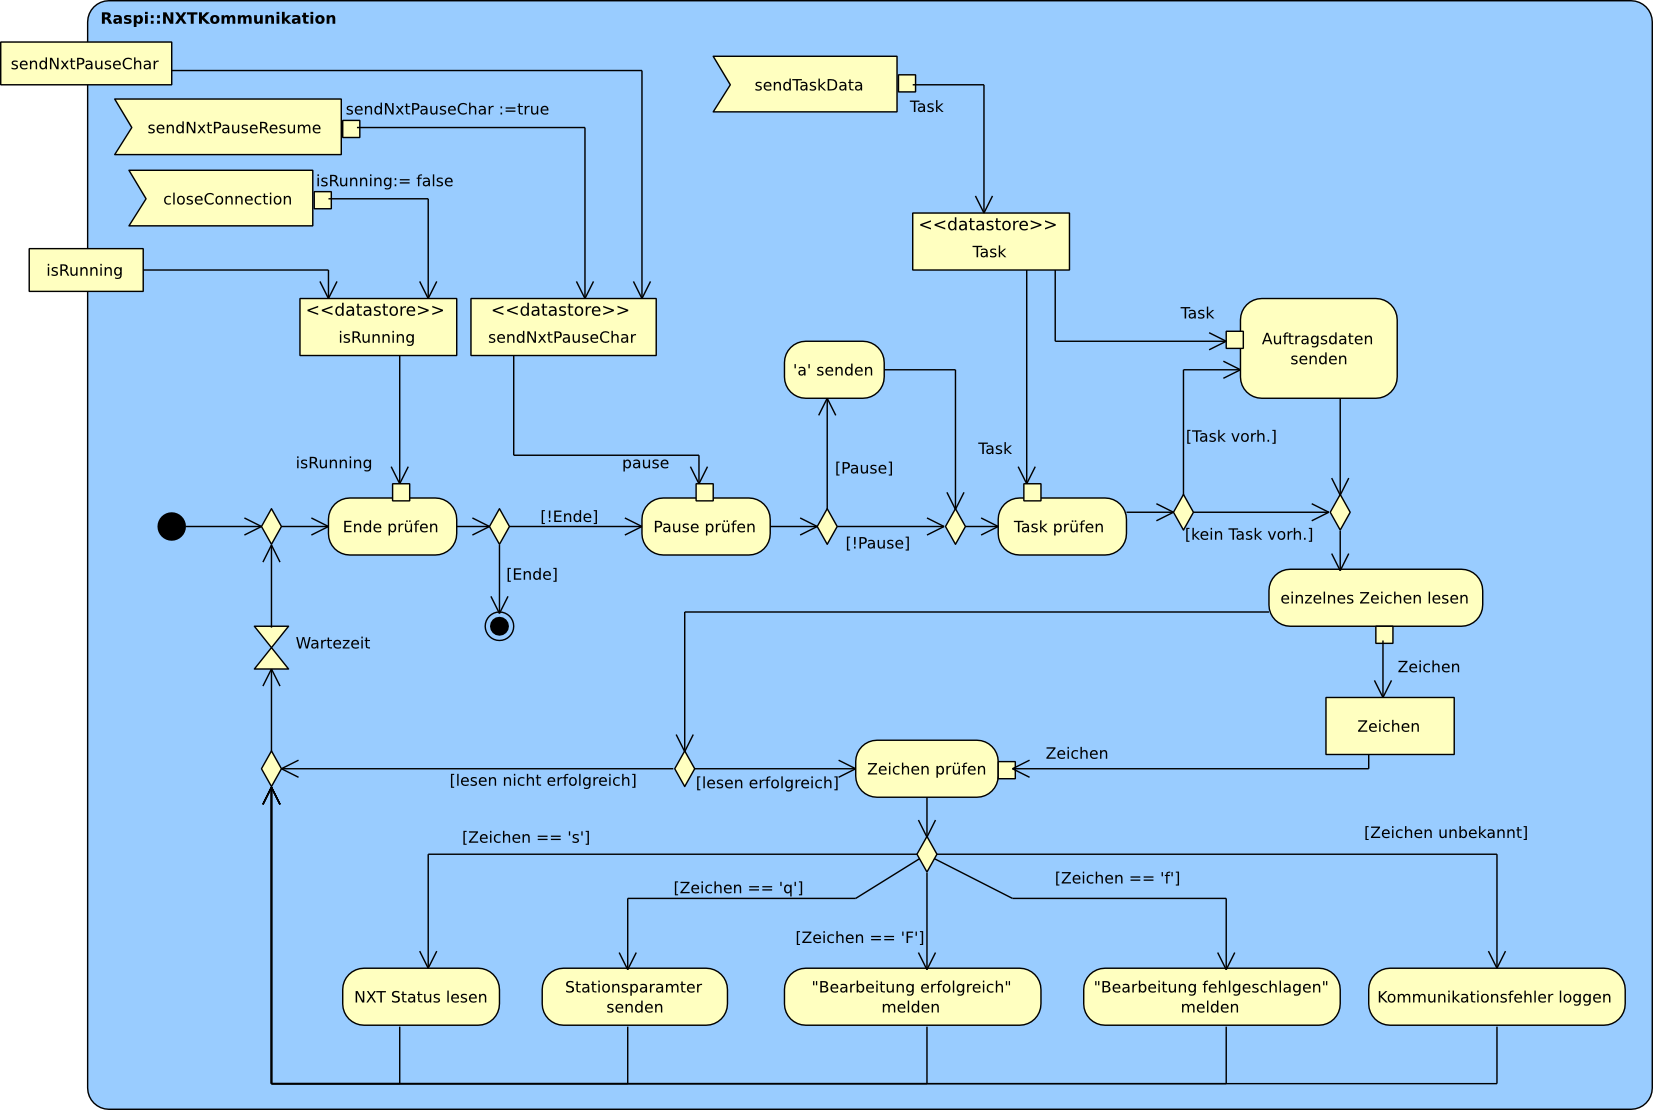 Raspi::NXTKommunikation
sendNxtPauseChar
sendTaskData
Task
sendNxtPauseChar :=true
sendNxtPauseResume
isRunning:= false
closeConnection
<<datastore>>
Task
isRunning
<<datastore>>
isRunning
<<datastore>>
sendNxtPauseChar
Task
Auftragsdaten
senden
'a' senden
[Task vorh.]
isRunning
pause
[Pause]
Task
Ende prüfen
[!Ende]
Pause prüfen
[!Pause]
Task prüfen
[kein Task vorh.]
[Ende]
einzelnes Zeichen lesen
Wartezeit
Zeichen
Zeichen
Zeichen
[lesen nicht erfolgreich]
[lesen erfolgreich]
Zeichen prüfen
[Zeichen == 's']
[Zeichen unbekannt]
[Zeichen == 'q']
[Zeichen == 'f']
[Zeichen == 'F']
NXT Status lesen
Stationsparamter
senden
"Bearbeitung erfolgreich"
melden
"Bearbeitung fehlgeschlagen"
melden
Kommunikationsfehler loggen